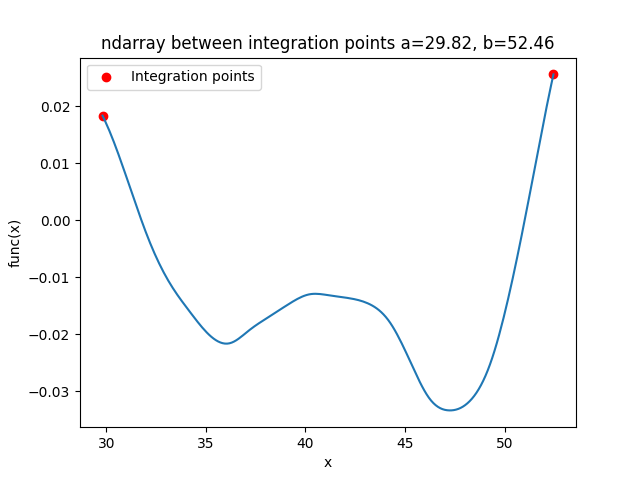 ndarray between integration points a=29.82, b=52.46
Integration points
0.02
0.01
0.00
−0.01
−0.02
−0.03
func(x)
30 35 40 45 50
x